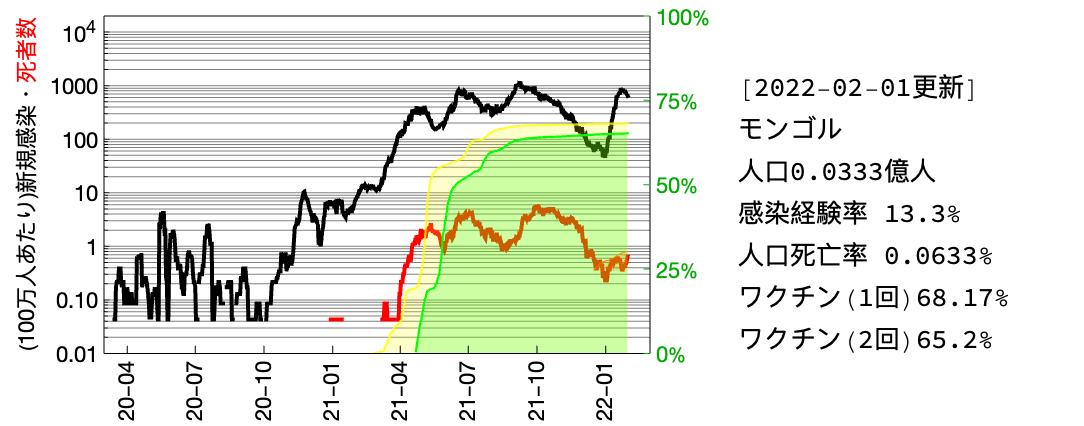 (100万人あたり)新規感染・死者数
10⁴
1000
100
10
1
0.10
0.01
100%
75%
50%
25%
0%
20-04
20-07
20-10
21-01
21-04
21-07
21-10
22-01
[2022-02-01更新]
モンゴル
人口0.0333億人
感染経験率 13.3%
人口死亡率 0.0633%
ワクチン(1回)68.17%
ワクチン(2回)65.2%